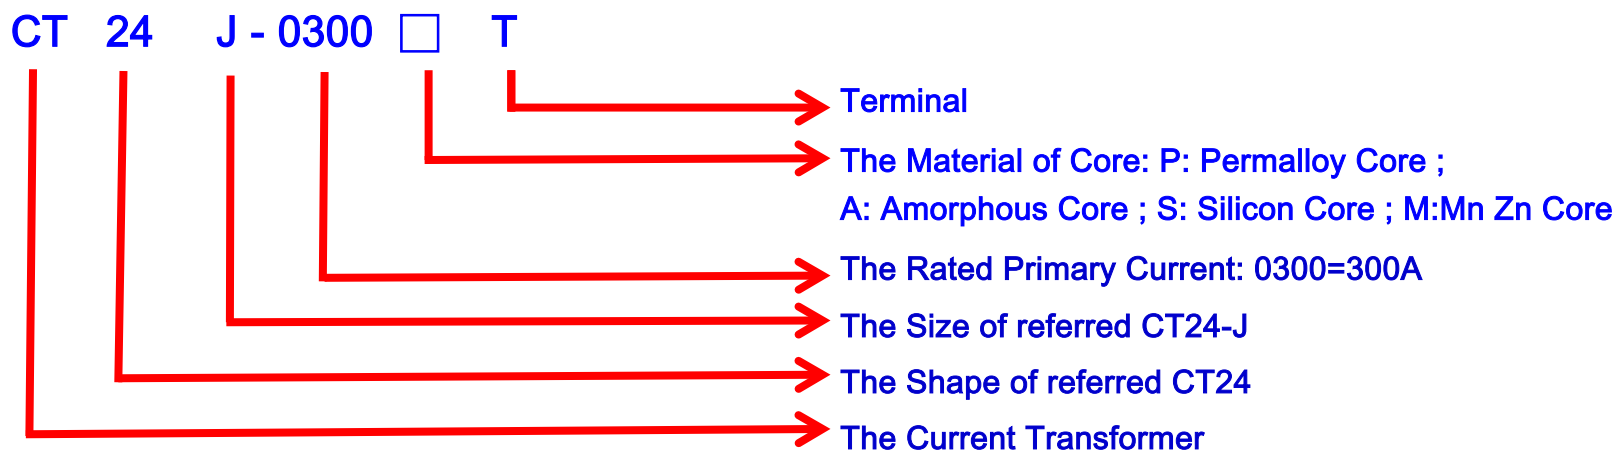 CT 24 J - 0300 □ T
Terminal
The Material of Core: P: Permalloy Core ;
A: Amorphous Core ; S: Silicon Core ; M:Mn Zn Core
The Rated Primary Current: 0300=300A
The Size of referred CT24-J
The Shape of referred CT24
The Current Transformer